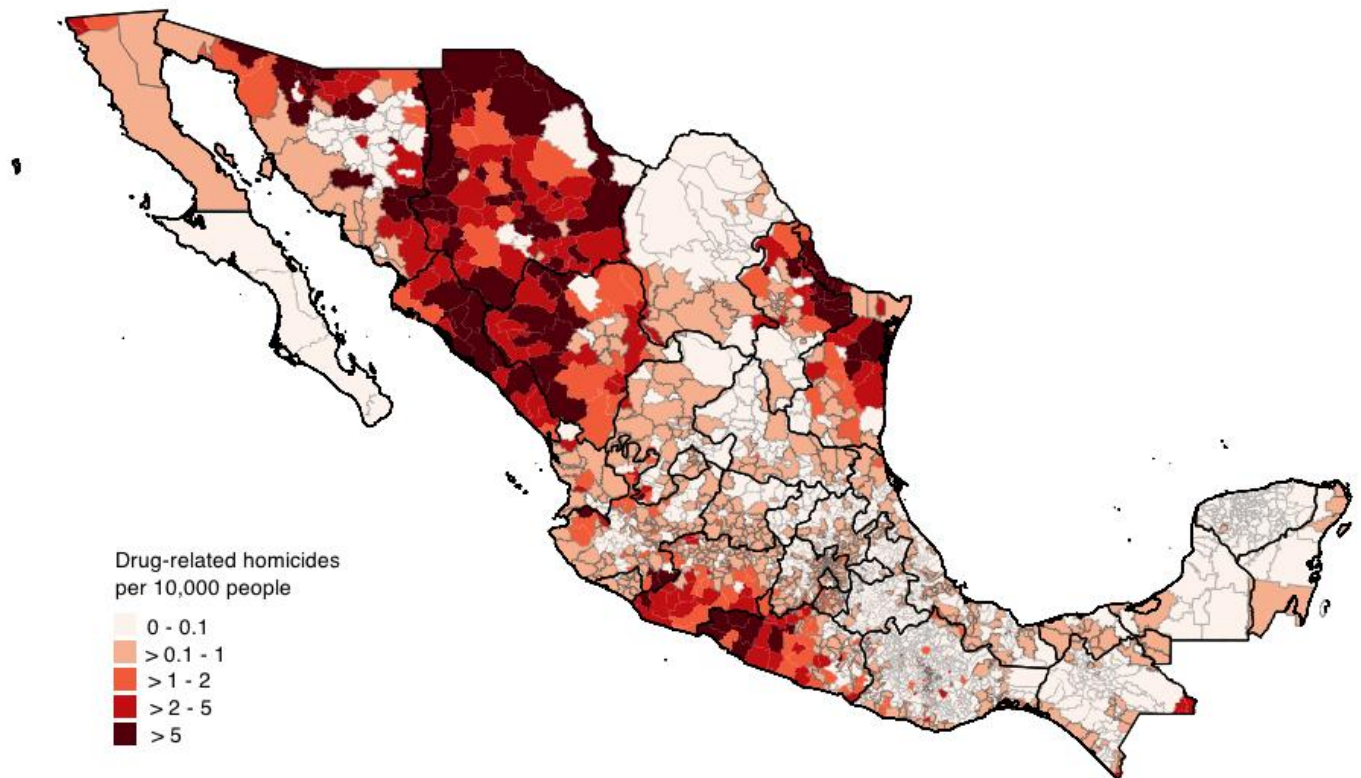 Drug-related homicides
per 10,000 people
0 - 0.1
> 0.1 - 1
> 1 - 2
> 2 - 5
> 5